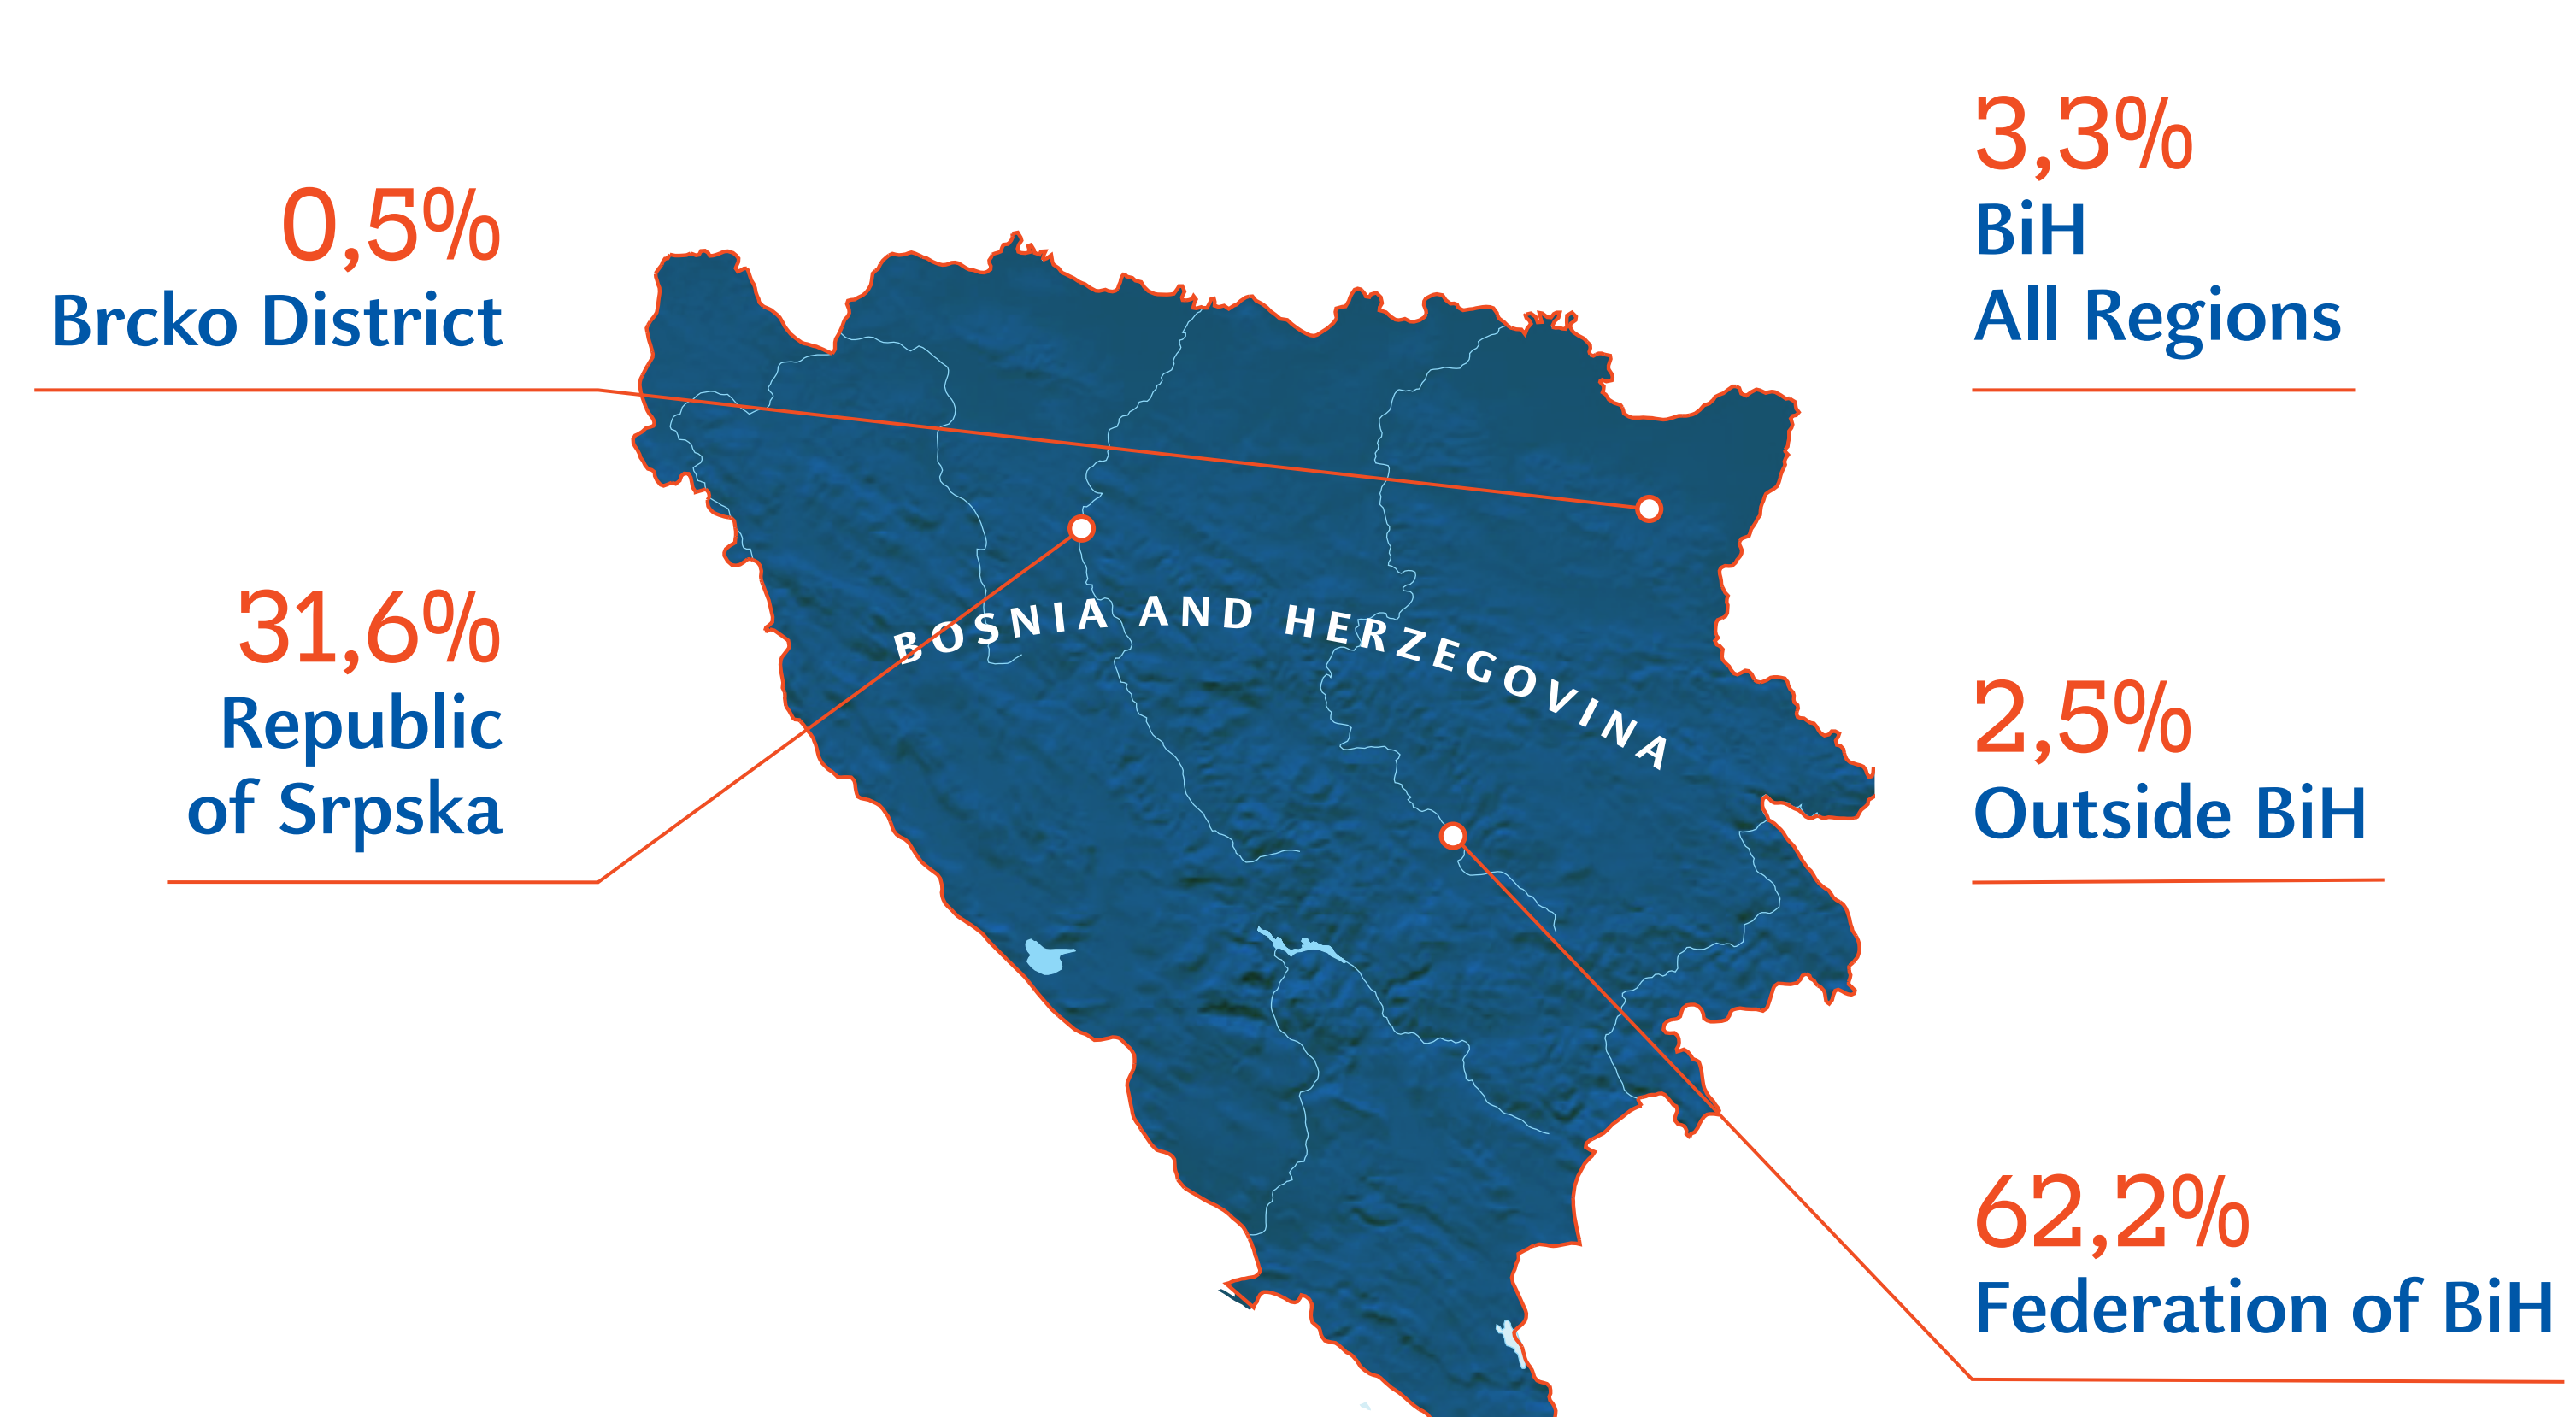 0,5%
Brcko District
31,6%
Republic
of Srpska
BOSNIA AND HERZEGOVINA
3,3%
BiH
All Regions
2,5%
Outside BiH
62,2%
Federation of BiH